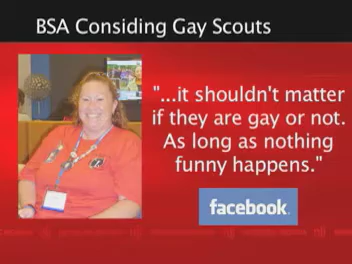 BSA Considing Gay Scouts
"...it shouldn't matter
if they are gay or not.
As long as nothing
funny happens."
facebook